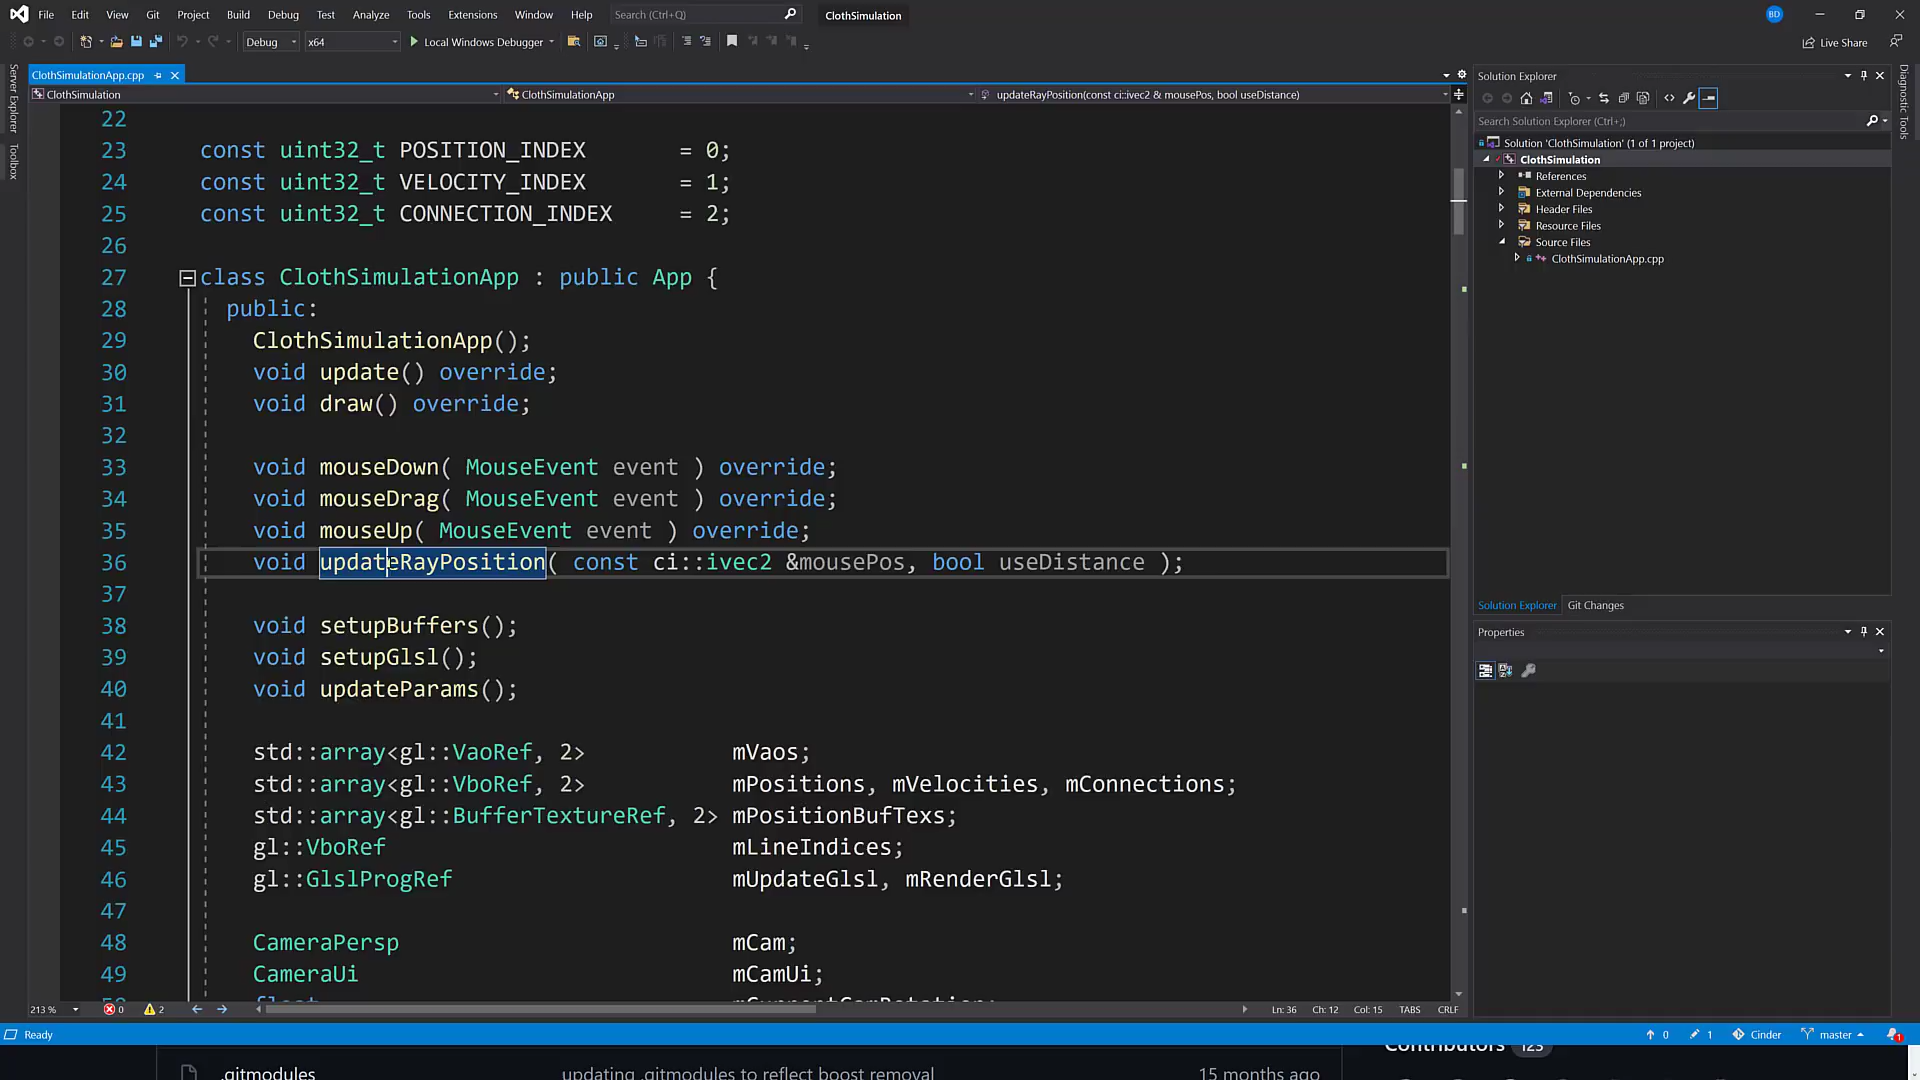 File Edit View Git Project Build Debug Test Analyze Tools Extensions Window Help Search (Ctrl+Q) ClothSimulation BD
Debug x64 Local Windows Debugger Live Share
Server Explorer
Toolbox
ClothSimulationApp.cpp
ClothSimulation ClothSimulationApp updateRayPosition(const ci::ivec2 & mousePos, bool useDistance)
22
23 const uint32_t POSITION_INDEX = 0;
24 const uint32_t VELOCITY_INDEX = 1;
25 const uint32_t CONNECTION_INDEX = 2;
26
27 class ClothSimulationApp : public App {
28 public:
29 ClothSimulationApp();
30 void update() override;
31 void draw() override;
32
33 void mouseDown( MouseEvent event ) override;
34 void mouseDrag( MouseEvent event ) override;
35 void mouseUp( MouseEvent event ) override;
36 void updateRayPosition( const ci::ivec2 &mousePos, bool useDistance );
37
38 void setupBuffers();
39 void setupGlsl();
40 void updateParams();
41
42 std::array<gl::VaoRef, 2> mVaos;
43 std::array<gl::VboRef, 2> mPositions, mVelocities, mConnections;
44 std::array<gl::BufferTextureRef, 2> mPositionBufTexs;
45 gl::VboRef mLineIndices;
46 gl::GlslProgRef mUpdateGlsl, mRenderGlsl;
47
48 CameraPersp mCam;
49 CameraUi mCamUi;
50 float mCurrentCamRotation;
213 % 0 2 Ln: 36 Ch: 12 Col: 15 TABS CRLF
Solution Explorer
Search Solution Explorer (Ctrl+;)
Solution 'ClothSimulation' (1 of 1 project)
ClothSimulation
References
External Dependencies
Header Files
Resource Files
Source Files
ClothSimulationApp.cpp
Solution Explorer Git Changes
Properties
Diagnostic Tools
Ready 0 1 Cinder master 1
Contributors 123
.gitmodules updating .gitmodules to reflect boost removal 15 months ago